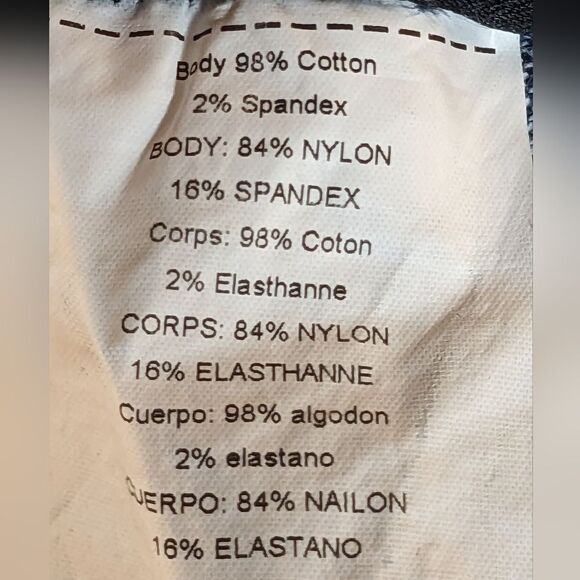 Body 98% Cotton
2% Spandex
BODY: 84% NYLON
16% SPANDEX
Corps: 98% Coton
2% Elasthanne
CORPS: 84% NYLON
16% ELASTHANNE
Cuerpo: 98% algodon
2% elastano
CUERPO: 84% NAILON
16% ELASTANO